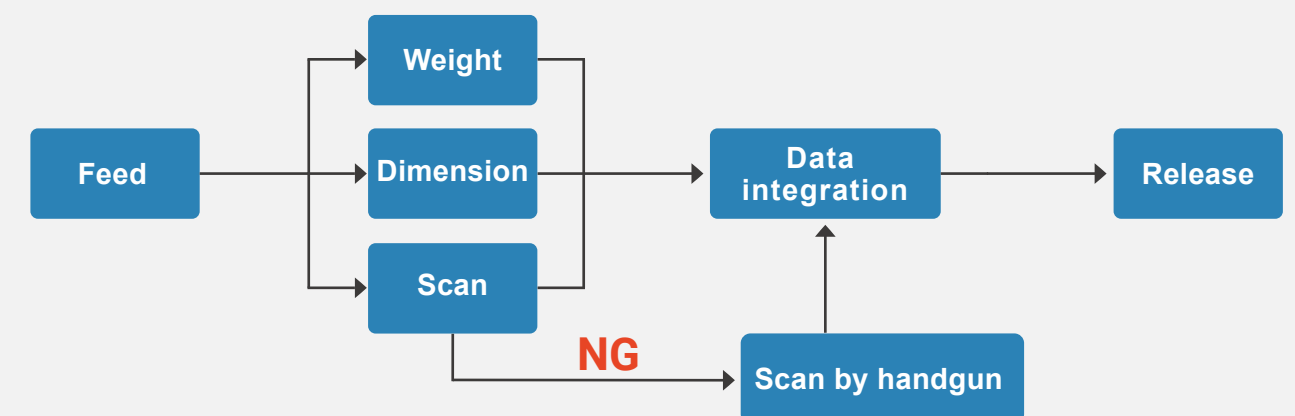 Weight
Feed
Dimension
Data
integration
Release
Scan
NG
Scan by handgun